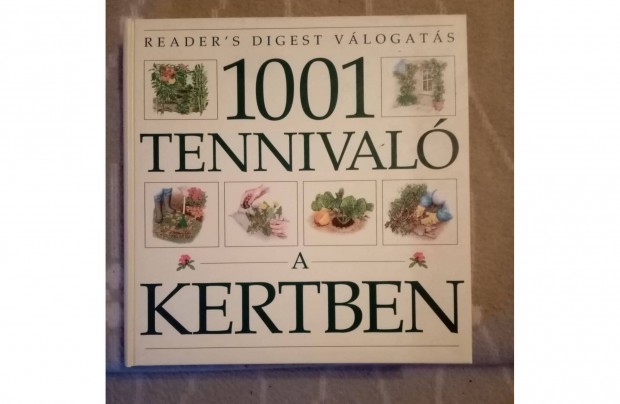 READER'S DIGEST VÁLOGATÁS
1001
TENNIVALÓ
A
KERTBEN